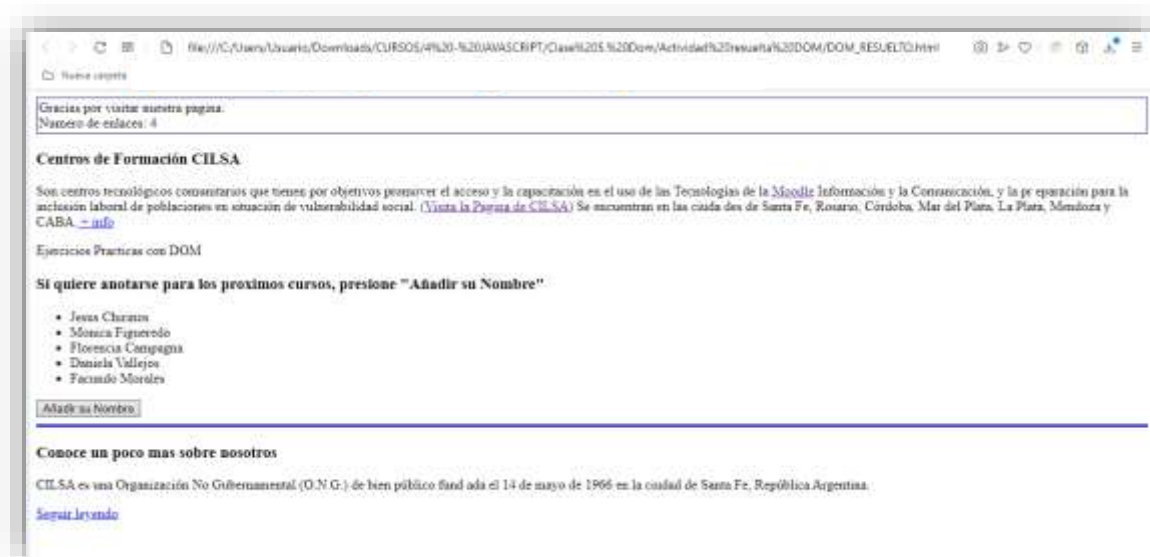 file:///C:/Users/Usuario/Downloads/CURSOS/4%20-%20JAVASCRIPT/Clase%205.%20Dom/Actividad%20resuelta%20DOM/DOM_RESUELTO.html
Nueva carpeta
Gracias por visitar nuestra pagina.
Numero de enlaces: 4
Centros de Formación CILSA
Son centros tecnológicos comunitarios que tienen por objetivos promover el acceso y la capacitación en el uso de las Tecnologías de la Moodle Información y la Comunicación, y la pr eparación para la
inclusión laboral de poblaciones en situación de vulnerabilidad social. (Visita la Pagina de CILSA) Se encuentran en las ciuda des de Santa Fe, Rosario, Córdoba, Mar del Plata, La Plata, Mendoza y
CABA. + info
Ejercicios Practicas con DOM
Si quiere anotarse para los proximos cursos, presione "Añadir su Nombre"
• Jesus Chirinos
• Monica Figueredo
• Florencia Campagna
• Daniela Vallejos
• Facundo Morales
Añadir su Nombre
Conoce un poco mas sobre nosotros
CILSA es una Organización No Gubernamental (O.N.G.) de bien público fund ada el 14 de mayo de 1966 en la ciudad de Santa Fe, República Argentina.
Seguir leyendo